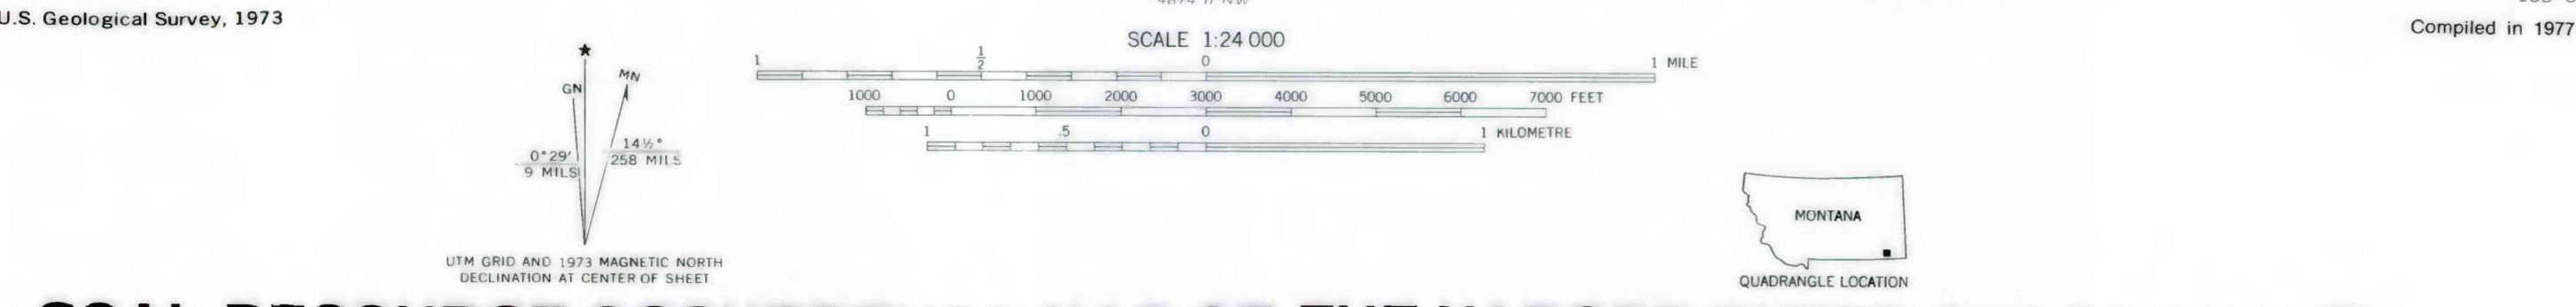 U.S. Geological Survey, 1973
Compiled in 1977
SCALE 1:24 000
1 1/2 0 1 MILE
1000 0 1000 2000 3000 4000 5000 6000 7000 FEET
1 .5 0 1 KILOMETRE
★
GN MN
0°29' 14½°
9 MILS 258 MILS
UTM GRID AND 1973 MAGNETIC NORTH
DECLINATION AT CENTER OF SHEET
MONTANA
QUADRANGLE LOCATION